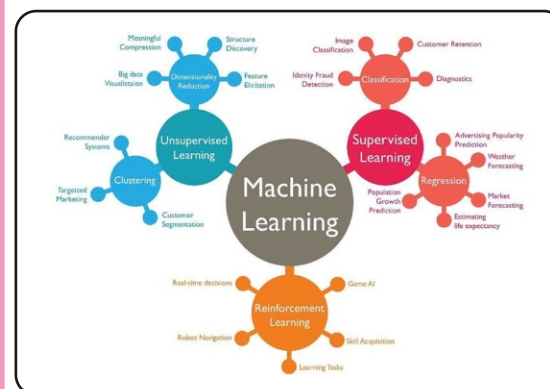 Meaningful
Compression
Structure
Discovery
Big data
Visualistation
Dimensionality
Reduction
Feature
Elicitation
Recommender
Systems
Unsupervised
Learning
Clustering
Targetted
Marketing
Customer
Segmentation
Machine
Learning
Image
Classification
Customer Retention
Idenity Fraud
Detection
Classification
Diagnostics
Supervised
Learning
Advertising Popularity
Prediction
Weather
Forecasting
Regression
Population
Growth
Prediction
Market
Forecasting
Estimating
life expectancy
Real-time decisions
Game AI
Reinforcement
Learning
Robot Navigation
Skill Acquisition
Learning Tasks